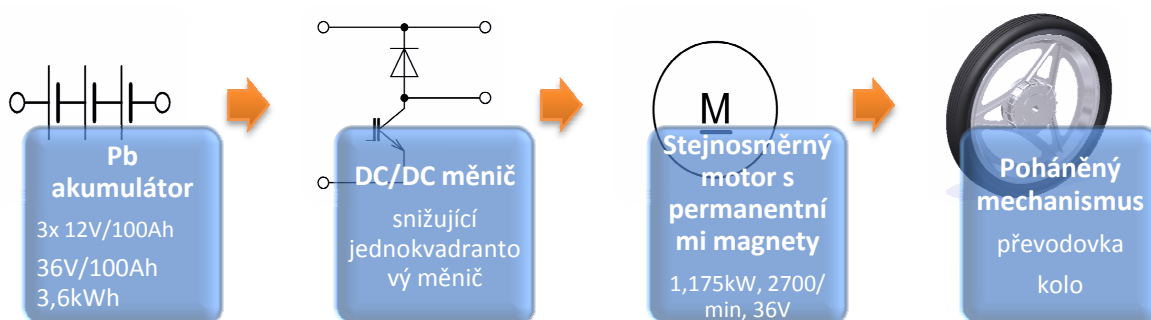 Pb
akumulátor
3x 12V/100Ah
36V/100Ah
3,6kWh
DC/DC měnič
snižující
jednokvadranto
vý měnič
M
Stejnosměrný
motor s
permanentní
mi magnety
1,175kW, 2700/
min, 36V
Poháněný
mechanismus
převodovka
kolo